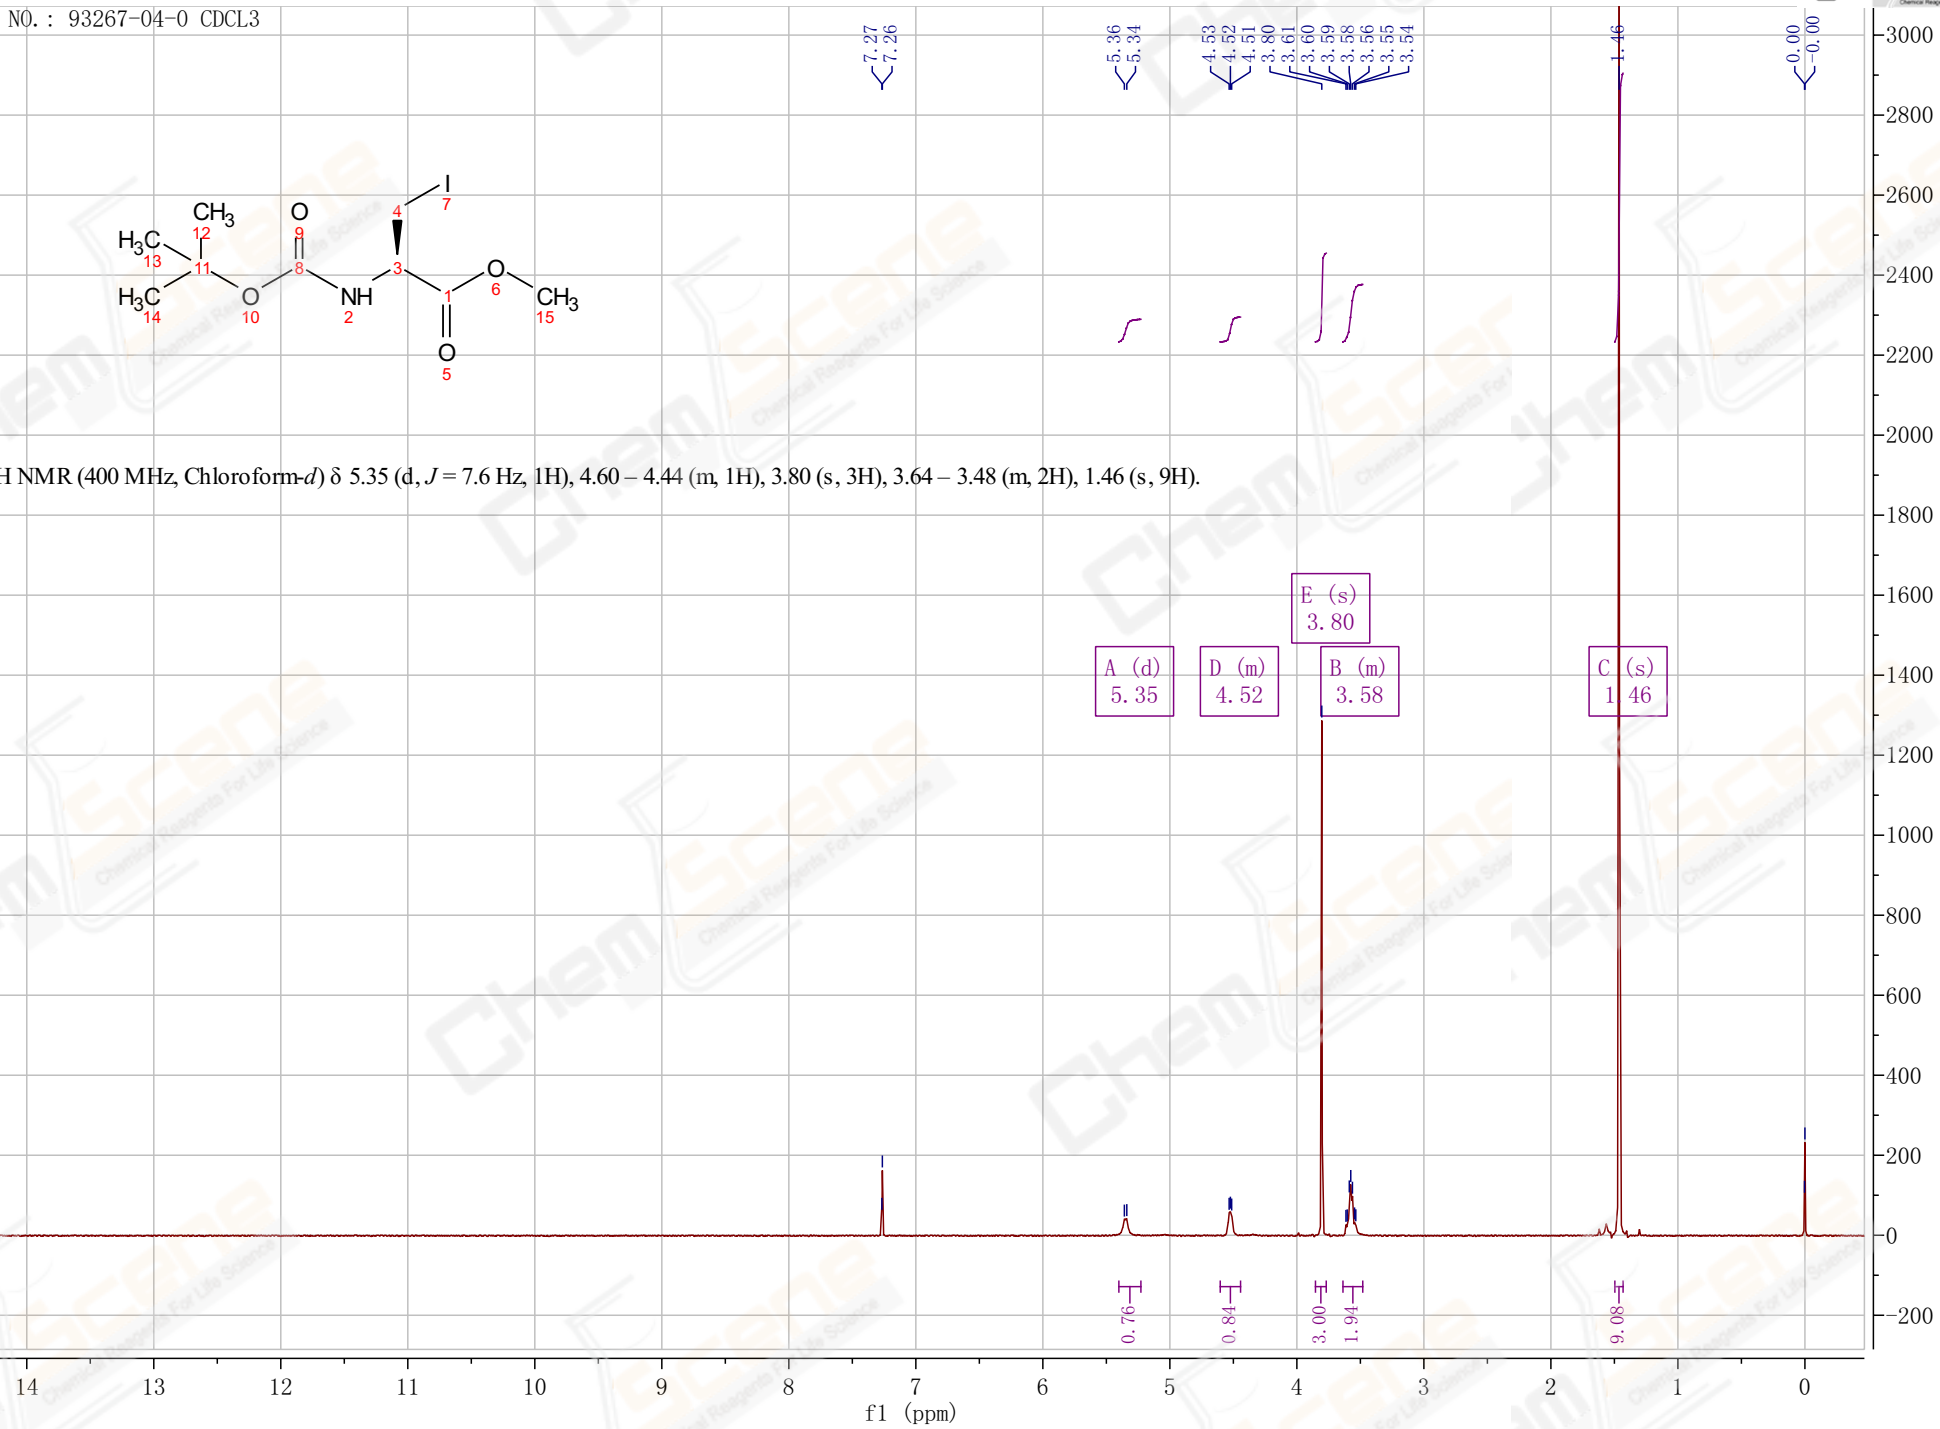 NO.: 93267-04-0 CDCL3
7.27
7.26
5.36
5.34
4.53
4.52
4.51
3.80
3.61
3.60
3.59
3.58
3.56
3.55
3.54
1.46
0.00
-0.00
I
7
4
CH3
12
O
9
H3C
13
11
8
3
O
6
H3C
14
O
10
NH
2
1
CH3
15
O
5
H NMR (400 MHz, Chloroform-d) δ 5.35 (d, J = 7.6 Hz, 1H), 4.60 – 4.44 (m, 1H), 3.80 (s, 3H), 3.64 – 3.48 (m, 2H), 1.46 (s, 9H).
E (s)
3.80
A (d)
5.35
D (m)
4.52
B (m)
3.58
C (s)
1.46
0.76
0.84
3.00
1.94
9.08
3000
2800
2600
2400
2200
2000
1800
1600
1400
1200
1000
800
600
400
200
0
-200
14 13 12 11 10 9 8 7 6 5 4 3 2 1 0
f1 (ppm)
ChemScene
Chemical Reagents For Life Science